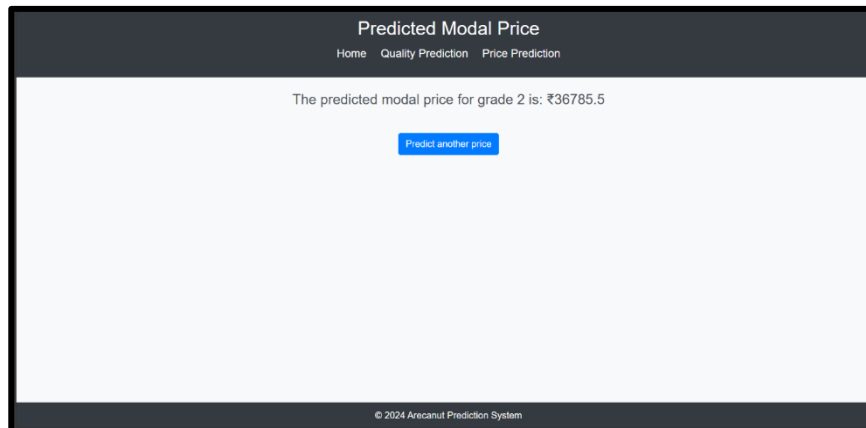 Predicted Modal Price
Home Quality Prediction Price Prediction
The predicted modal price for grade 2 is: ₹36785.5
Predict another price
© 2024 Arecanut Prediction System